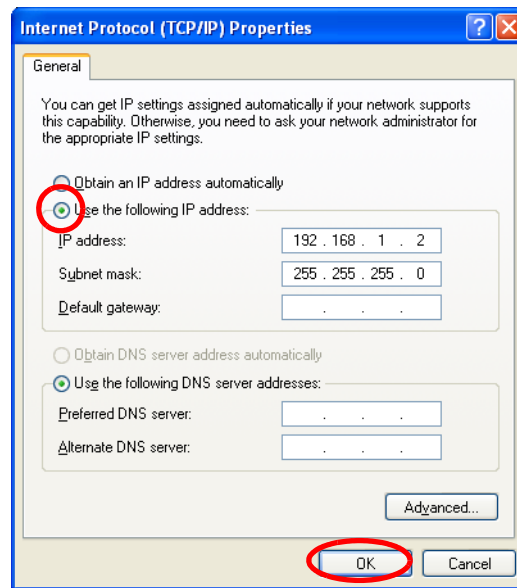 Internet Protocol (TCP/IP) Properties
General
You can get IP settings assigned automatically if your network supports
this capability. Otherwise, you need to ask your network administrator for
the appropriate IP settings.
Obtain an IP address automatically
Use the following IP address:
IP address: 192 . 168 . 1 . 2
Subnet mask: 255 . 255 . 255 . 0
Default gateway: . . .
Obtain DNS server address automatically
Use the following DNS server addresses:
Preferred DNS server: . . .
Alternate DNS server: . . .
Advanced...
OK Cancel